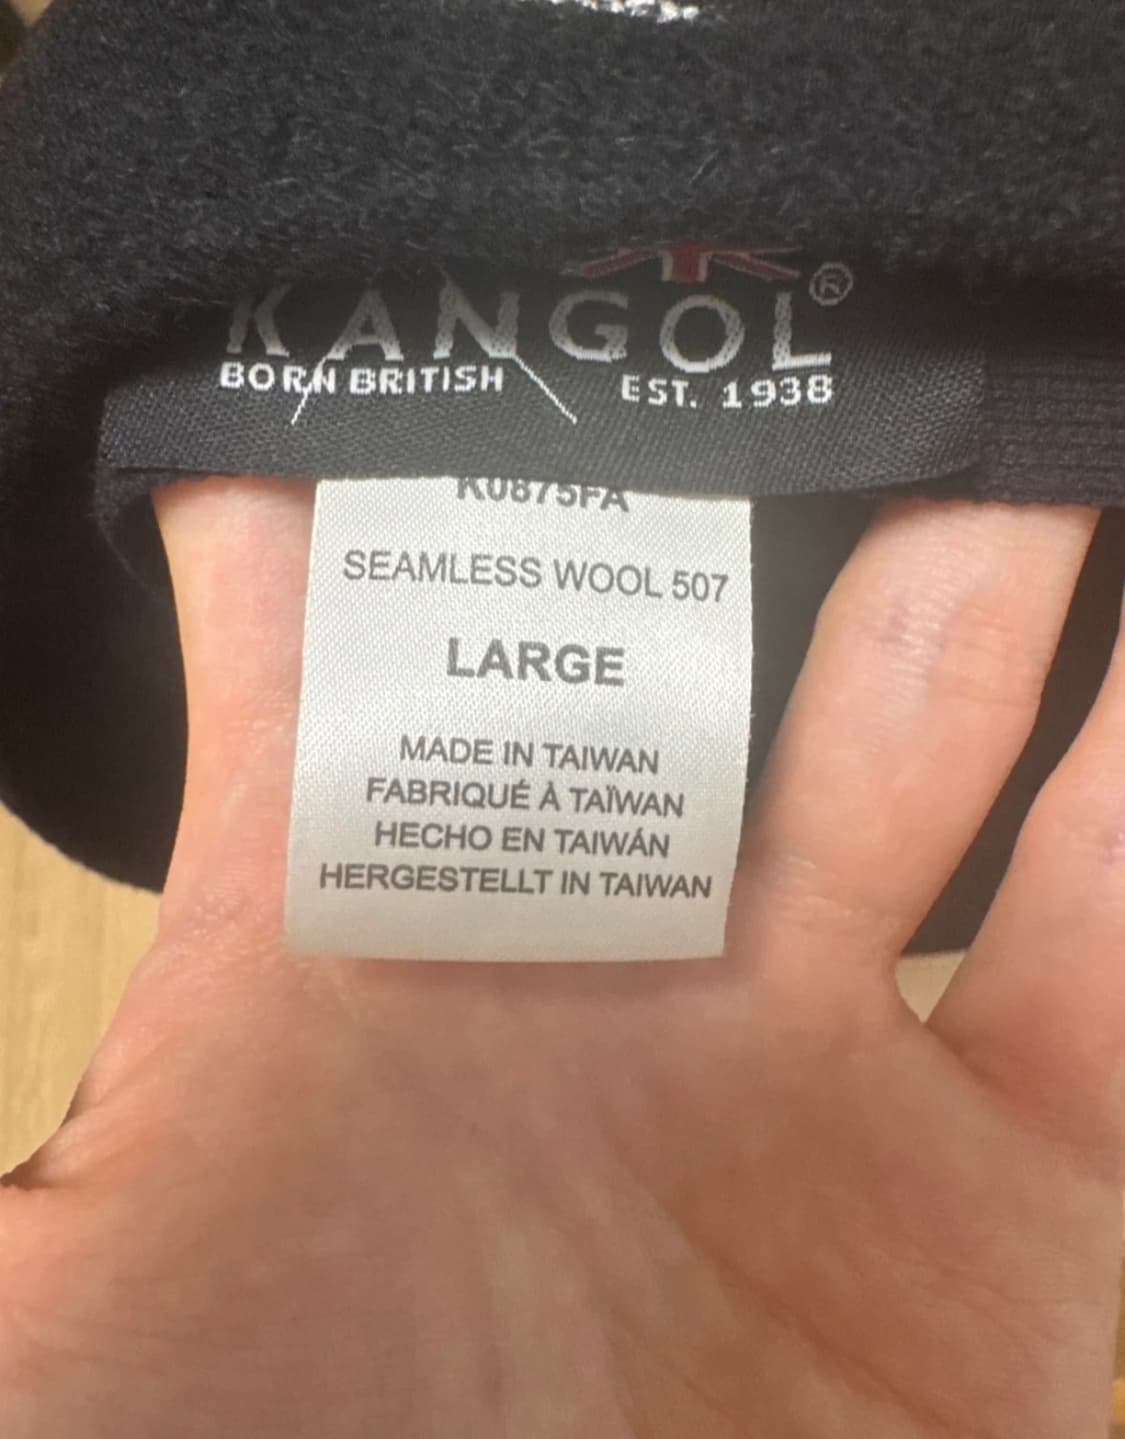 KANGOL®
BORN BRITISH EST. 1938
K0875FA
SEAMLESS WOOL 507
LARGE
MADE IN TAIWAN
FABRIQUÉ À TAÏWAN
HECHO EN TAIWÁN
HERGESTELLT IN TAIWAN